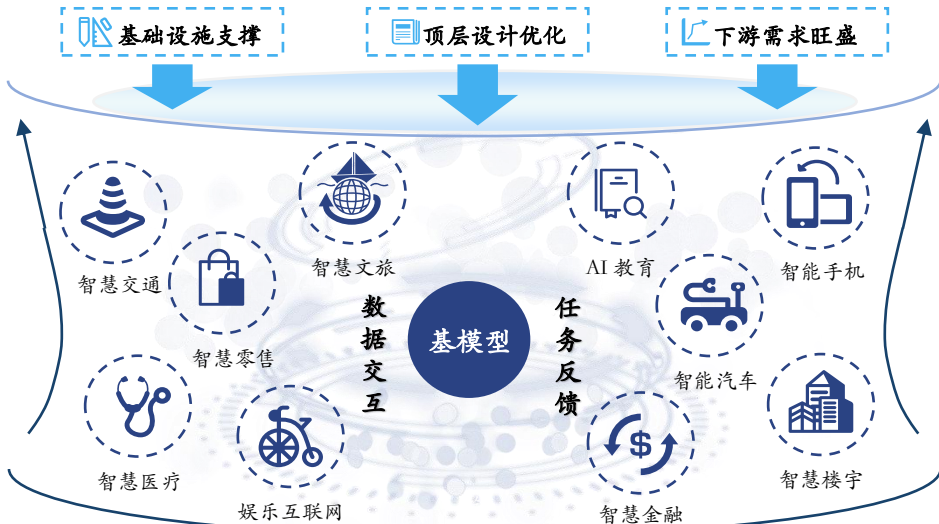 基础设施支撑
顶层设计优化
下游需求旺盛
智慧交通
智慧文旅
AI 教育
智能手机
智慧零售
数据交互
基模型
任务反馈
智能汽车
智慧医疗
娱乐互联网
$
智慧金融
智慧楼宇